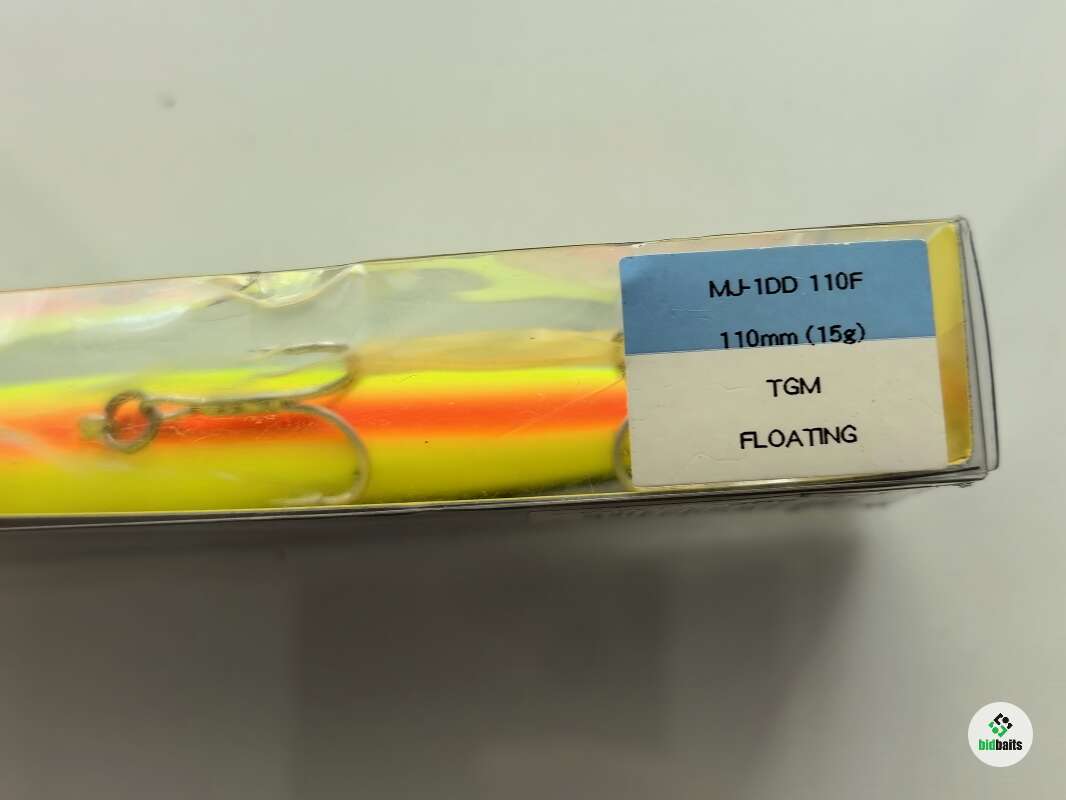 MJ-1DD 110F
110mm (15g)
TGM
FLOATING
bidbaits